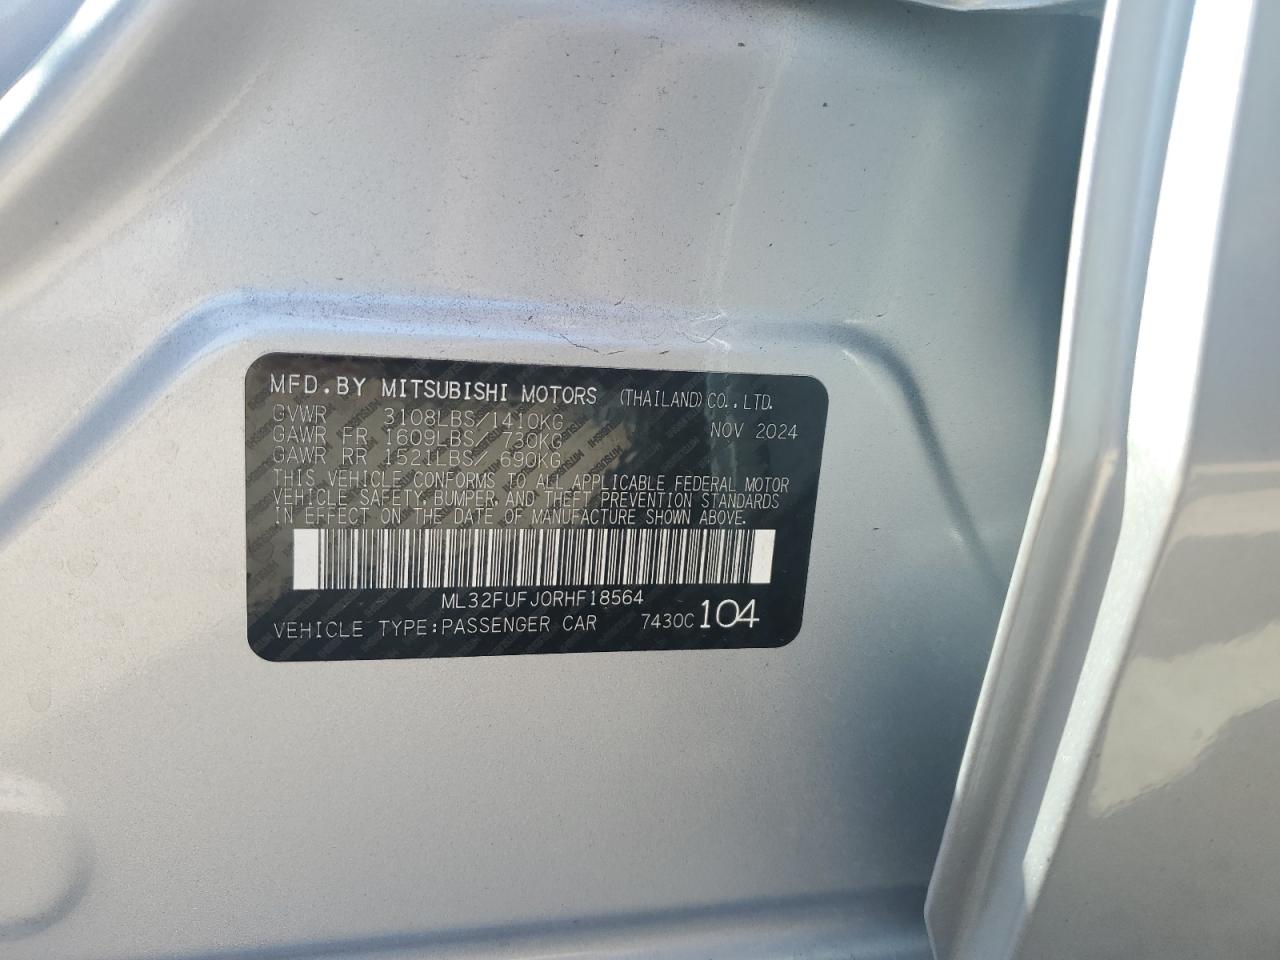 MFD.BY MITSUBISHI MOTORS (THAILAND) CO.,LTD.
GVWR 3108LBS/1410KG NOV 2024
GAWR FR 1609LBS/ 730KG
GAWR RR 1521LBS/ 690KG
THIS VEHICLE CONFORMS TO ALL APPLICABLE FEDERAL MOTOR
VEHICLE SAFETY, BUMPER, AND THEFT PREVENTION STANDARDS
IN EFFECT ON THE DATE OF MANUFACTURE SHOWN ABOVE.
ML32FUFJ0RHF18564
VEHICLE TYPE:PASSENGER CAR 7430C 104